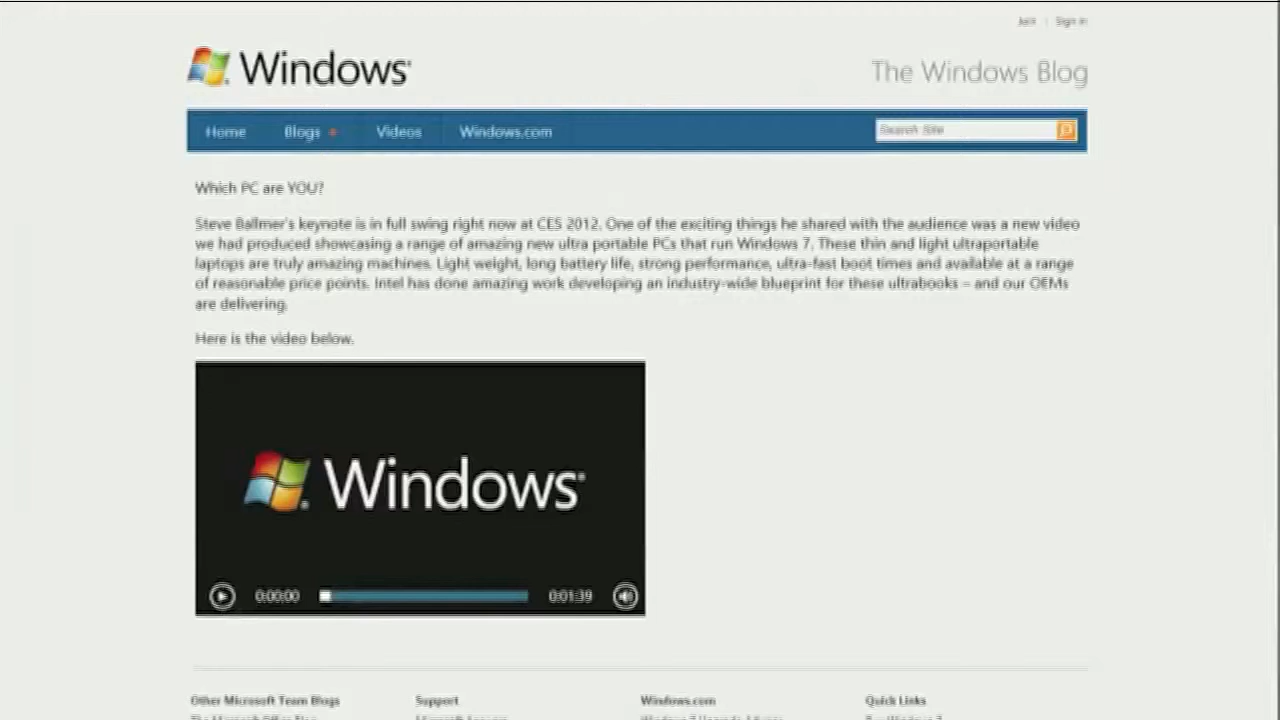 Join | Sign in
Windows
The Windows Blog
Home Blogs Videos Windows.com
Search Site
Which PC are YOU?
Steve Ballmer's keynote is in full swing right now at CES 2012. One of the exciting things he shared with the audience was a new video
we had produced showcasing a range of amazing new ultra portable PCs that run Windows 7. These thin and light ultraportable
laptops are truly amazing machines. Light weight, long battery life, strong performance, ultra-fast boot times and available at a range
of reasonable price points. Intel has done amazing work developing an industry-wide blueprint for these ultrabooks – and our OEMs
are delivering.
Here is the video below.
Windows
0:00:00 0:01:39
Other Microsoft Team Blogs Support Windows.com Quick Links